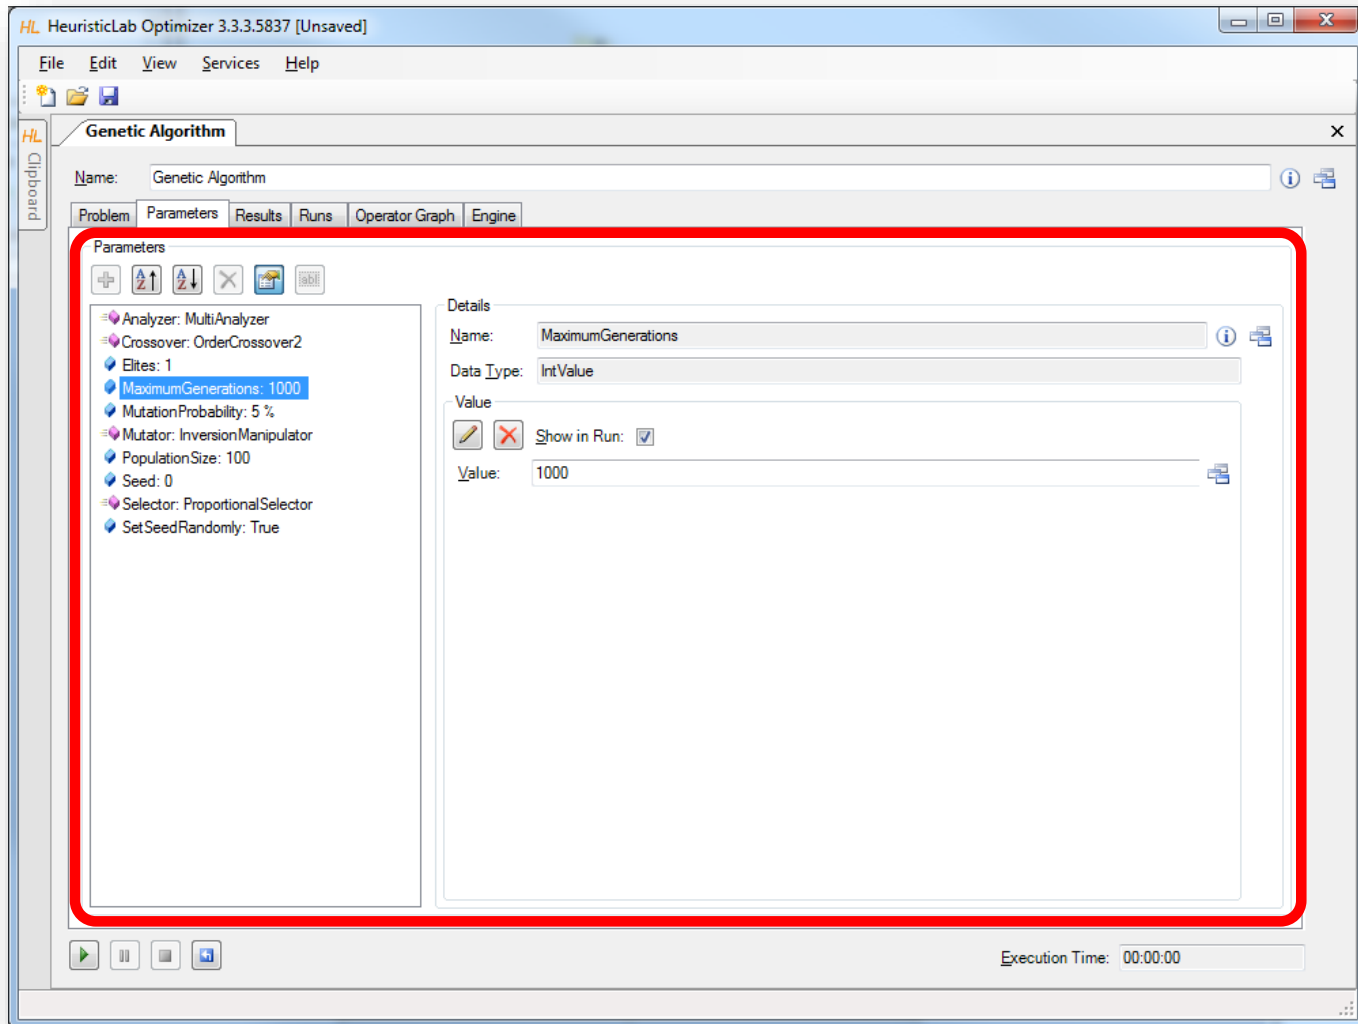 HL HeuristicLab Optimizer 3.3.3.5837 [Unsaved]
File Edit View Services Help
HL Clipboard
Genetic Algorithm
Name: Genetic Algorithm
Problem Parameters Results Runs Operator Graph Engine
Parameters
Analyzer: MultiAnalyzer
Crossover: OrderCrossover2
Elites: 1
MaximumGenerations: 1000
MutationProbability: 5 %
Mutator: InversionManipulator
PopulationSize: 100
Seed: 0
Selector: ProportionalSelector
SetSeedRandomly: True
Details
Name: MaximumGenerations
Data Type: IntValue
Value
Show in Run:
Value: 1000
Execution Time: 00:00:00